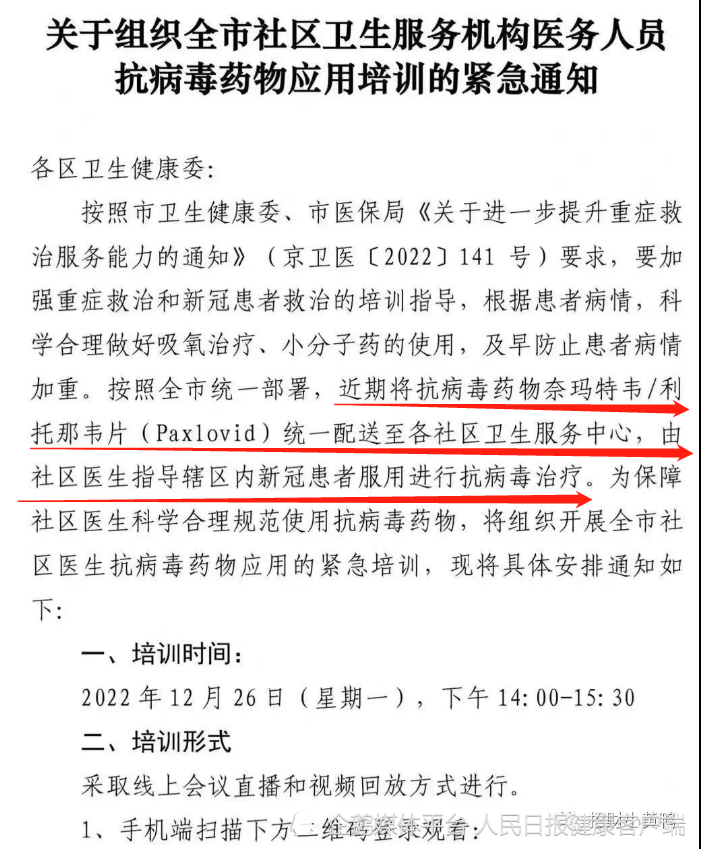 关于组织全市社区卫生服务机构医务人员
抗病毒药物应用培训的紧急通知
各区卫生健康委：
按照市卫生健康委、市医保局《关于进一步提升重症救
治服务能力的通知》（京卫医〔2022〕141 号）要求，要加
强重症救治和新冠患者救治的培训指导，根据患者病情，科
学合理做好吸氧治疗、小分子药的使用，及早防止患者病情
加重。按照全市统一部署，近期将抗病毒药物奈玛特韦/利
托那韦片（Paxlovid）统一配送至各社区卫生服务中心，由
社区医生指导辖区内新冠患者服用进行抗病毒治疗。为保障
社区医生科学合理规范使用抗病毒药物，将组织开展全市社
区医生抗病毒药物应用的紧急培训，现将具体安排通知如
下：
一、培训时间：
2022 年 12 月 26 日（星期一），下午 14:00-15:30
二、培训形式
采取线上会议直播和视频回放方式进行。
1、手机端扫描下方二维码登录观看：
企鹅媒体平台 人民日报健康客户端